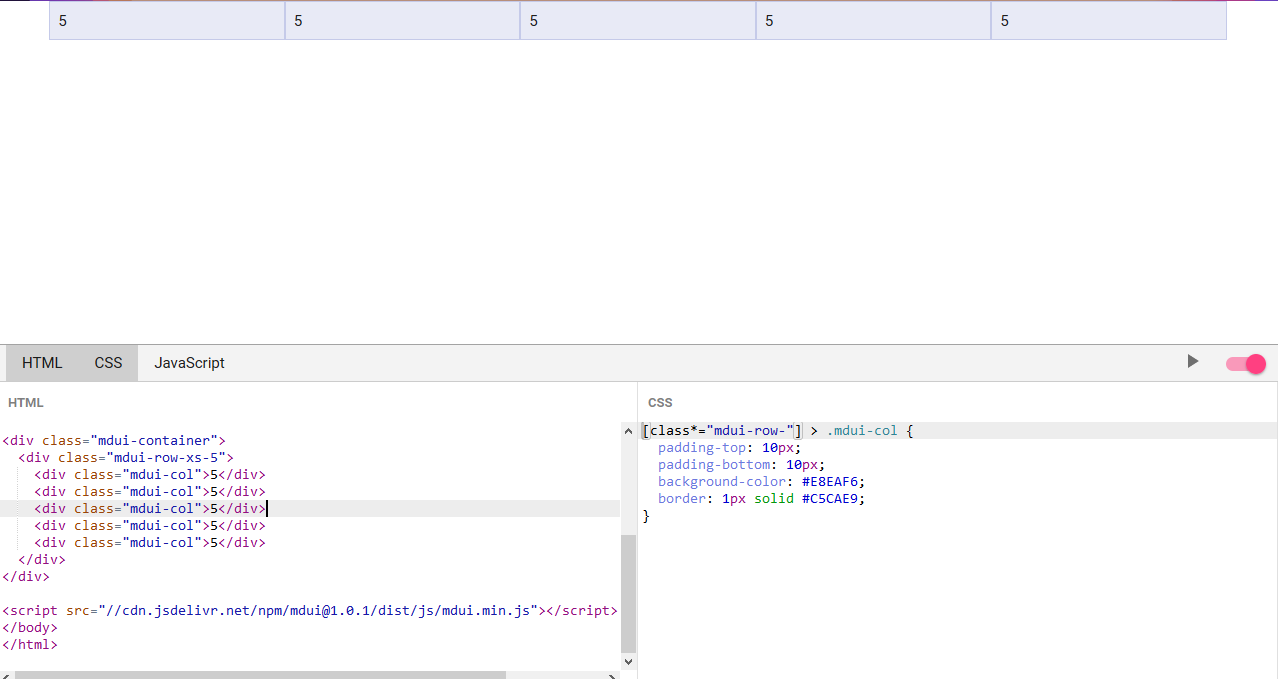 5 5 5 5 5
HTML CSS JavaScript
HTML
<div class="mdui-container">
  <div class="mdui-row-xs-5">
    <div class="mdui-col">5</div>
    <div class="mdui-col">5</div>
    <div class="mdui-col">5</div>
    <div class="mdui-col">5</div>
    <div class="mdui-col">5</div>
  </div>
</div>
<script src="//cdn.jsdelivr.net/npm/mdui@1.0.1/dist/js/mdui.min.js"></script>
</body>
</html>
CSS
[class*="mdui-row-"] > .mdui-col {
  padding-top: 10px;
  padding-bottom: 10px;
  background-color: #E8EAF6;
  border: 1px solid #C5CAE9;
}